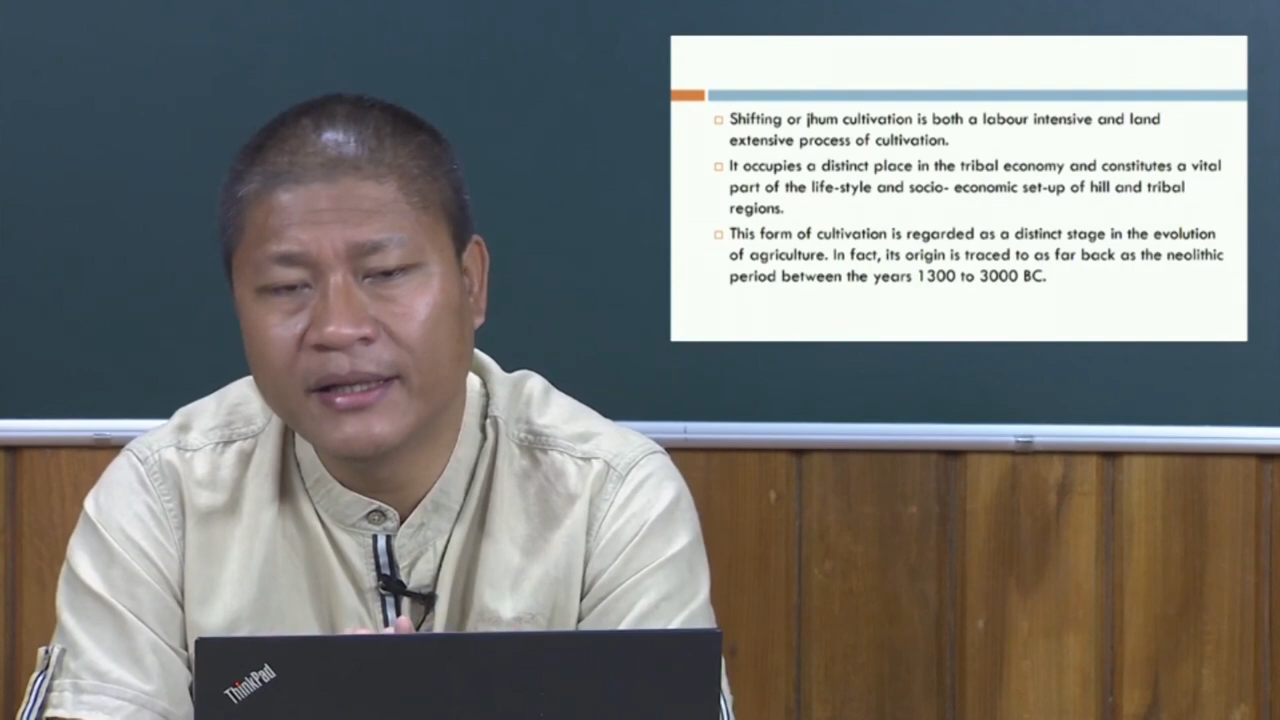 Shifting or jhum cultivation is both a labour intensive and land
extensive process of cultivation.
It occupies a distinct place in the tribal economy and constitutes a vital
part of the life-style and socio- economic set-up of hill and tribal
regions.
This form of cultivation is regarded as a distinct stage in the evolution
of agriculture. In fact, its origin is traced to as far back as the neolithic
period between the years 1300 to 3000 BC.
ThinkPad